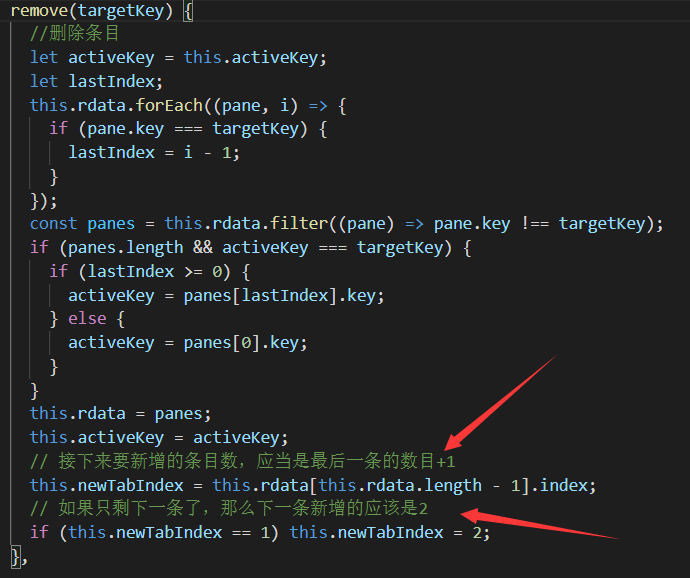 remove(targetKey) {
//删除条目
let activeKey = this.activeKey;
let lastIndex;
this.rdata.forEach((pane, i) => {
if (pane.key === targetKey) {
lastIndex = i - 1;
}
});
const panes = this.rdata.filter((pane) => pane.key !== targetKey);
if (panes.length && activeKey === targetKey) {
if (lastIndex >= 0) {
activeKey = panes[lastIndex].key;
} else {
activeKey = panes[0].key;
}
}
this.rdata = panes;
this.activeKey = activeKey;
// 接下来要新增的条目数，应当是最后一条的数目+1
this.newTabIndex = this.rdata[this.rdata.length - 1].index;
// 如果只剩下一条了，那么下一条新增的应该是2
if (this.newTabIndex == 1) this.newTabIndex = 2;
},